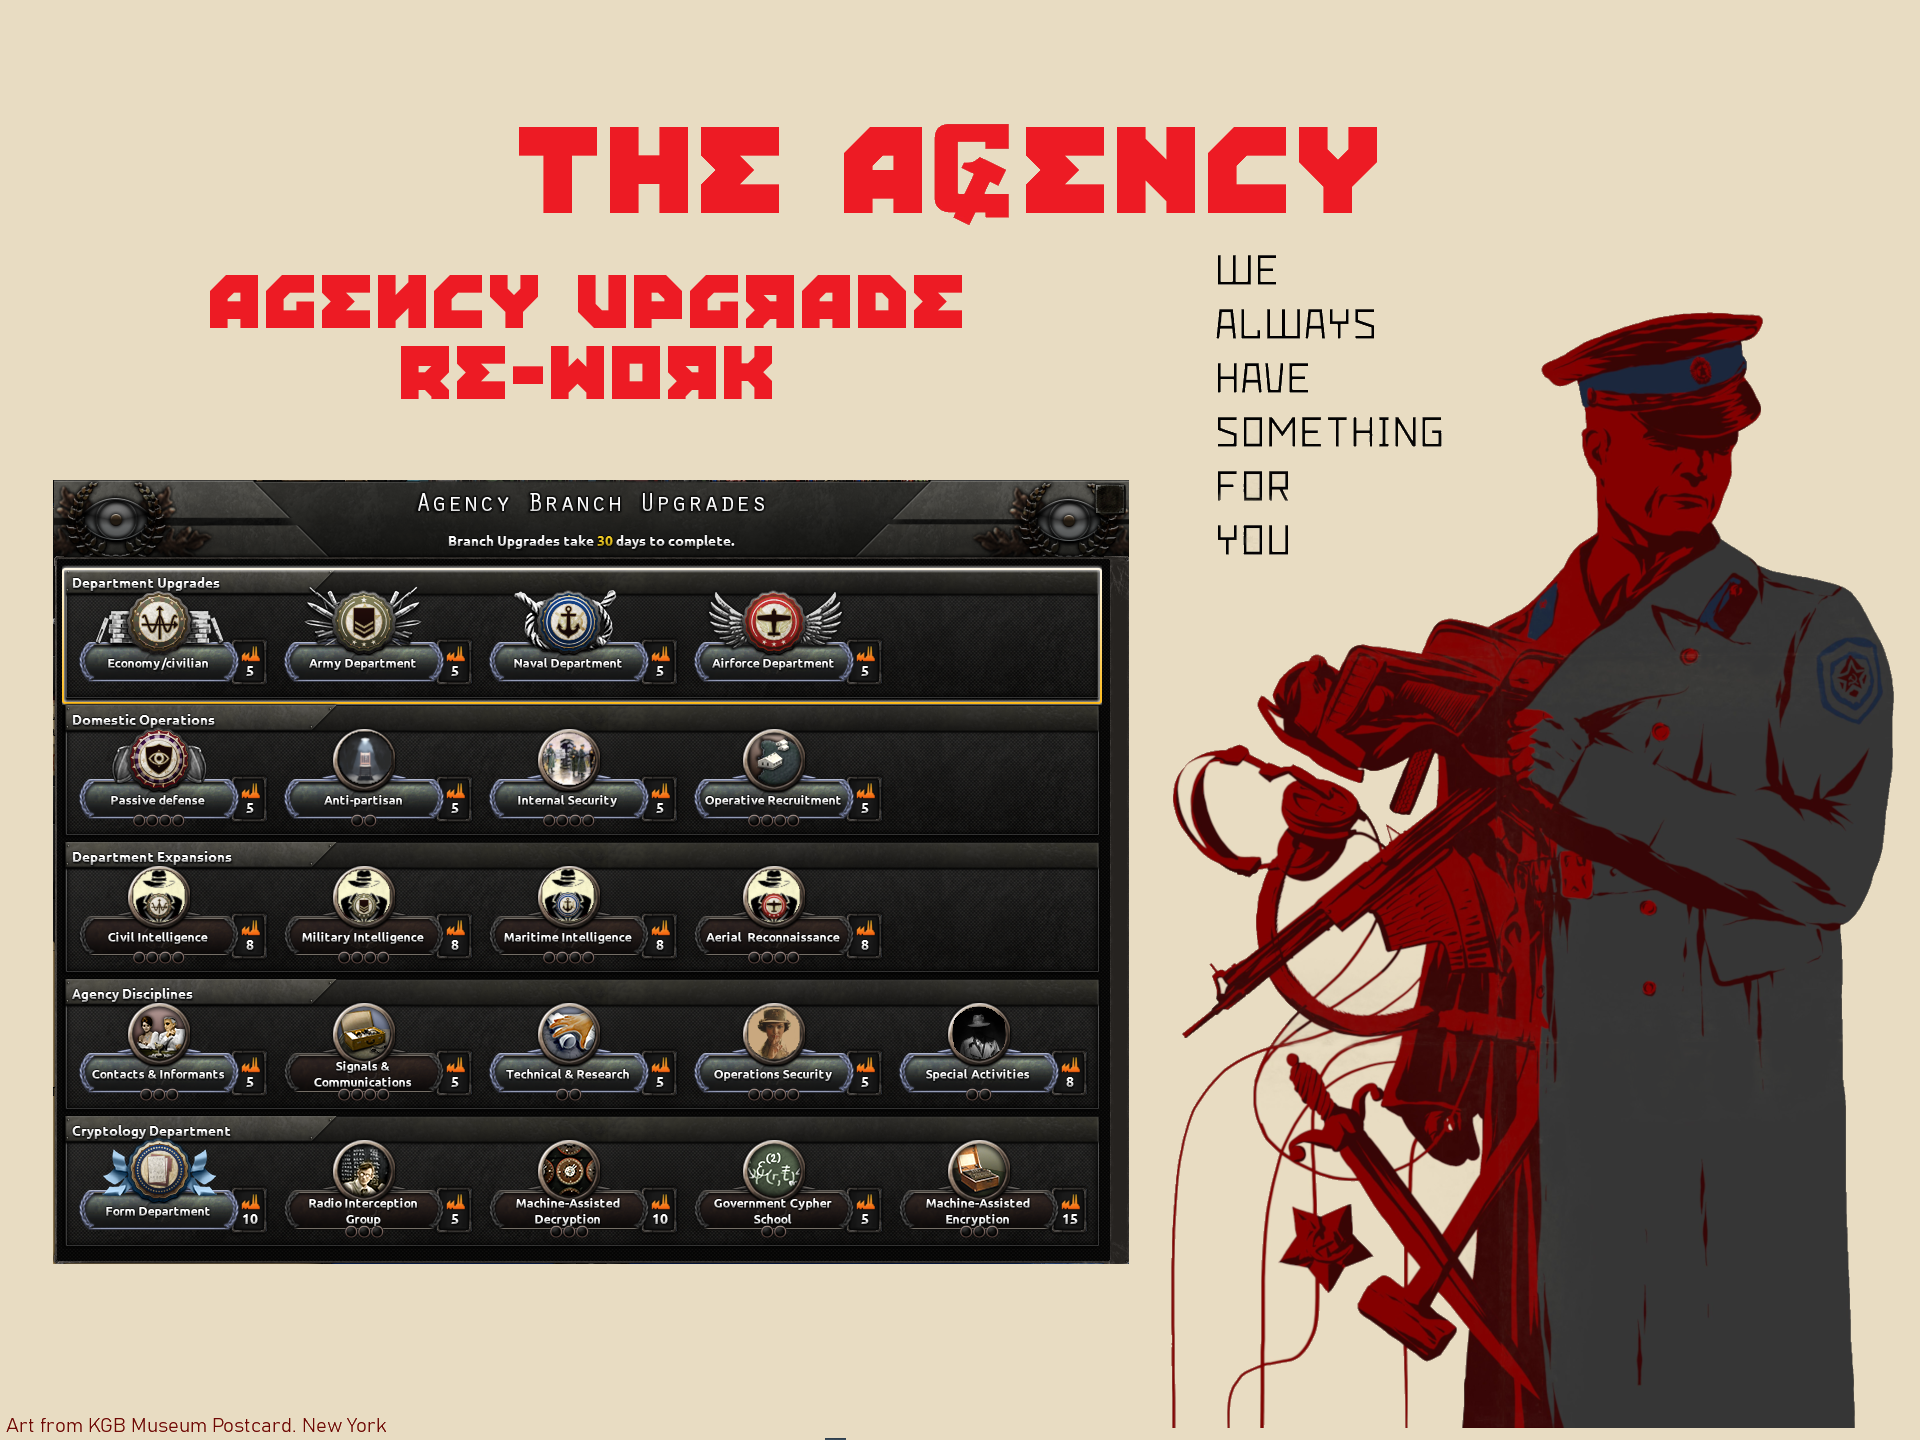 THE AGENCY
AGENCY UPGRADE
RE-WORK
WE
ALWAYS
HAVE
SOMETHING
FOR
YOU
Agency Branch Upgrades
Branch Upgrades take 30 days to complete.
Department Upgrades
Economy/civilian 5
Army Department 5
Naval Department 5
Airforce Department 5
Domestic Operations
Passive defense 5
Anti-partisan 5
Internal Security 5
Operative Recruitment 5
Department Expansions
Civil Intelligence 8
Military Intelligence 8
Maritime Intelligence 8
Aerial Reconnaissance 8
Agency Disciplines
Contacts & Informants 5
Signals &
Communications 5
Technical & Research 5
Operations Security 5
Special Activities 8
Cryptology Department
Form Department 10
Radio Interception
Group 5
Machine-Assisted
Decryption 10
Government Cypher
School 5
Machine-Assisted
Encryption 15
Art from KGB Museum Postcard. New York